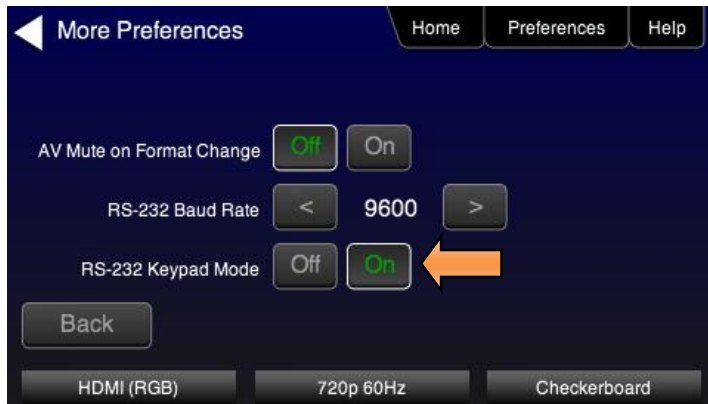 More Preferences Home Preferences Help
AV Mute on Format Change Off On
RS-232 Baud Rate < 9600 >
RS-232 Keypad Mode Off On
Back
HDMI (RGB) 720p 60Hz Checkerboard